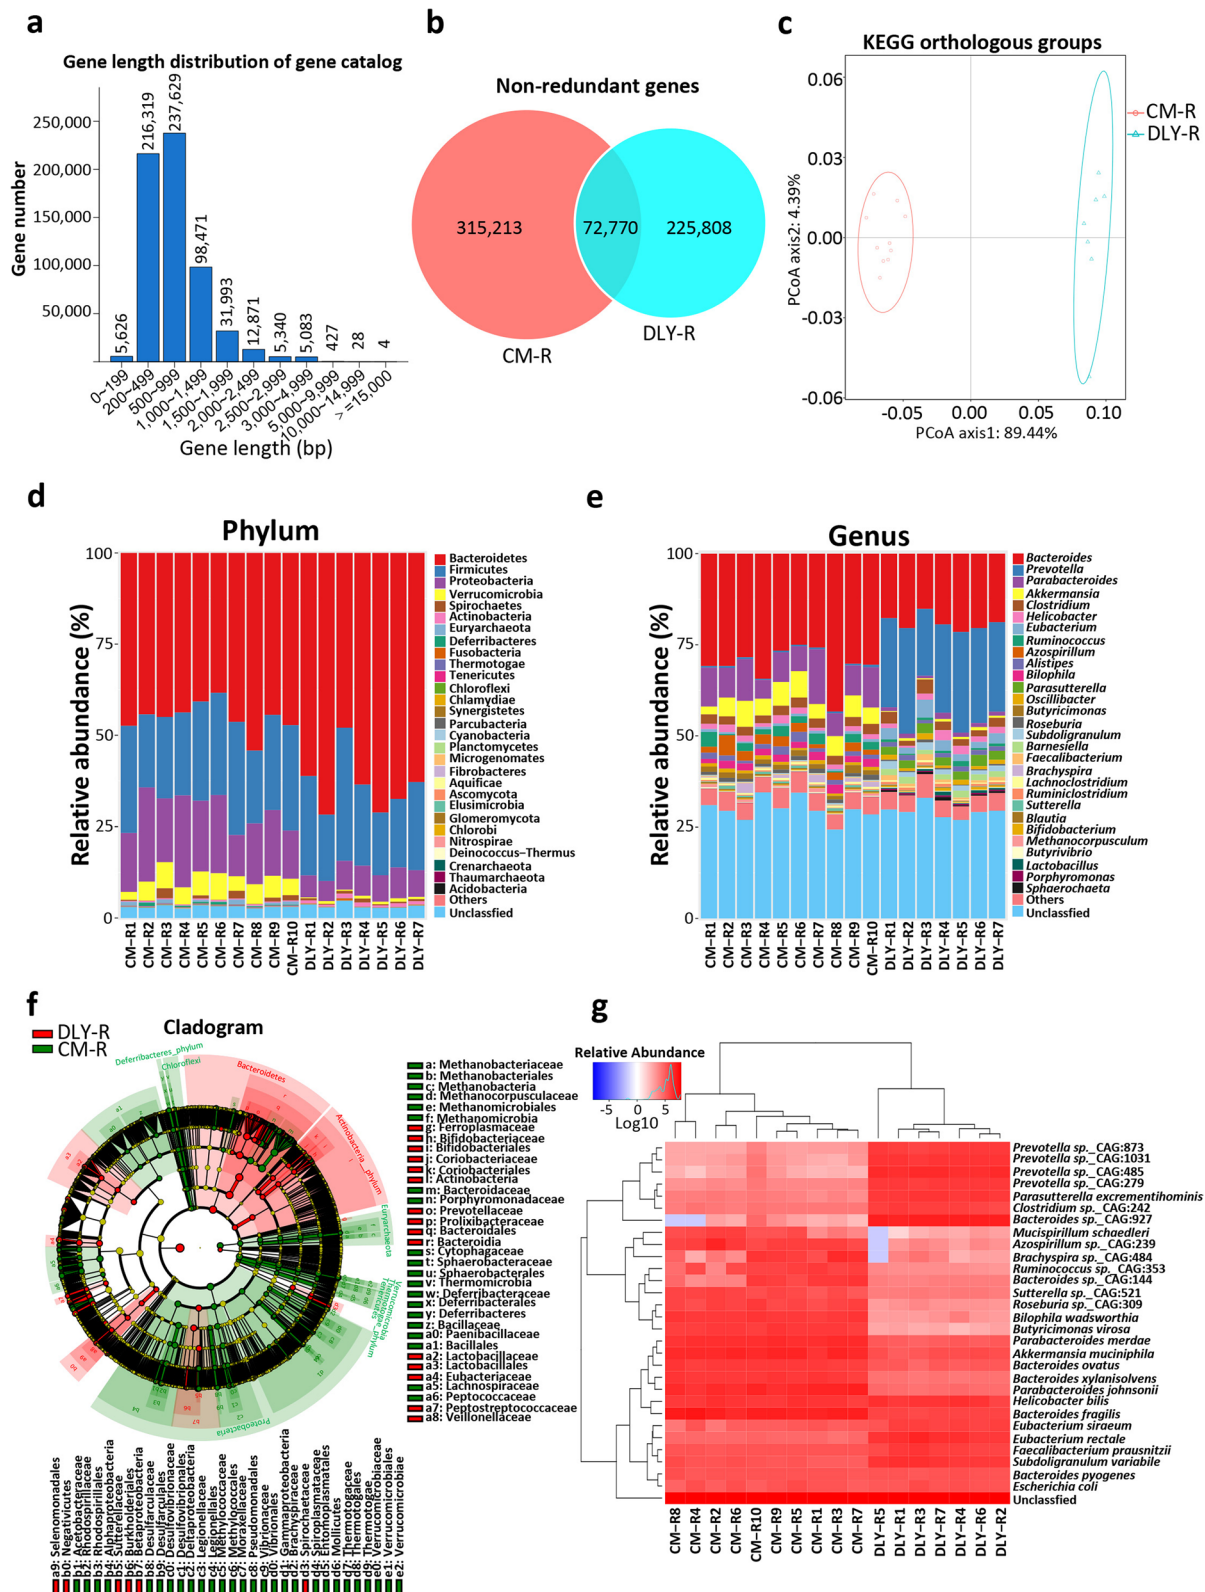 a
Gene length distribution of gene catalog
Gene number
250,000
200,000
150,000
100,000
50,000
5,626
216,319
237,629
98,471
31,993
12,871
5,340
5,083
427
28
4
0~199
200~499
500~999
1,000~1,499
1,500~1,999
2,000~2,499
2,500~2,999
3,000~4,999
5,000~9,999
10,000~14,999
>=15,000
Gene length (bp)
b
Non-redundant genes
315,213
72,770
225,808
CM-R
DLY-R
c
KEGG orthologous groups
PCoA axis2: 4.39%
0.06
0.03
0.00
-0.03
-0.06
-0.05
0.00
0.05
0.10
PCoA axis1: 89.44%
CM-R
DLY-R
d
Phylum
Relative abundance (%)
100
75
50
25
0
CM-R1
CM-R2
CM-R3
CM-R4
CM-R5
CM-R6
CM-R7
CM-R8
CM-R9
CM-R10
DLY-R1
DLY-R2
DLY-R3
DLY-R4
DLY-R5
DLY-R6
DLY-R7
Bacteroidetes
Firmicutes
Proteobacteria
Verrucomicrobia
Spirochaetes
Actinobacteria
Euryarchaeota
Deferribacteres
Fusobacteria
Thermotogae
Tenericutes
Chloroflexi
Chlamydiae
Synergistetes
Parcubacteria
Cyanobacteria
Planctomycetes
Microgenomates
Fibrobacteres
Aquificae
Ascomycota
Elusimicrobia
Glomeromycota
Chlorobi
Nitrospirae
Deinococcus-Thermus
Crenarchaeota
Thaumarchaeota
Acidobacteria
Others
Unclassfied
e
Genus
Relative abundance (%)
100
75
50
25
0
CM-R1
CM-R2
CM-R3
CM-R4
CM-R5
CM-R6
CM-R7
CM-R8
CM-R9
CM-R10
DLY-R1
DLY-R2
DLY-R3
DLY-R4
DLY-R5
DLY-R6
DLY-R7
Bacteroides
Prevotella
Parabacteroides
Akkermansia
Clostridium
Helicobacter
Eubacterium
Ruminococcus
Azospirillum
Alistipes
Bilophila
Parasutterella
Oscillibacter
Butyricimonas
Roseburia
Subdoligranulum
Barnesiella
Faecalibacterium
Brachyspira
Lachnoclostridium
Ruminiclostridium
Sutterella
Blautia
Bifidobacterium
Methanocorpusculum
Butyrivibrio
Lactobacillus
Porphyromonas
Sphaerochaeta
Others
Unclassfied
f
DLY-R
CM-R
Cladogram
Deferribacteres_phylum
Chloroflexi
Bacteroidetes
Actinobacteria_phylum
Euryarchaeota
Verrucomicrobia
Thermotogae_phylum
Tenericutes
Proteobacteria
a: Methanobacteriaceae
b: Methanobacteriales
c: Methanobacteria
d: Methanocorpusculaceae
e: Methanomicrobiales
f: Methanomicrobia
g: Ferroplasmaceae
h: Bifidobacteriaceae
i: Bifidobacteriales
j: Coriobacteriaceae
k: Coriobacteriales
l: Actinobacteria
m: Bacteroidaceae
n: Porphyromonadaceae
o: Prevotellaceae
p: Prolixibacteraceae
q: Bacteroidales
r: Bacteroidia
s: Cytophagaceae
t: Sphaerobacteraceae
u: Sphaerobacterales
v: Thermomicrobia
w: Deferribacteraceae
x: Deferribacterales
y: Deferribacteres
z: Bacillaceae
a0: Paenibacillaceae
a1: Bacillales
a2: Lactobacillaceae
a3: Lactobacillales
a4: Eubacteriaceae
a5: Lachnospiraceae
a6: Peptococcaceae
a7: Peptostreptococcaceae
a8: Veillonellaceae
a9: Selenomonadales
b0: Negativicutes
b1: Acetobacteraceae
b2: Rhodospirillaceae
b3: Rhodospirillales
b4: Alphaproteobacteria
b5: Sutterellaceae
b6: Burkholderiales
b7: Betaproteobacteria
b8: Desulfarculaceae
b9: Desulfarculales
c0: Desulfovibrionaceae
c1: Desulfovibrionales
c2: Deltaproteobacteria
c3: Legionellaceae
c4: Legionellales
c5: Methylococcaceae
c6: Methylococcales
c7: Moraxellaceae
c8: Pseudomonadales
c9: Vibrionaceae
d0: Vibrionales
d1: Gammaproteobacteria
d2: Brachyspiraceae
d3: Spirochaetaceae
d4: Spiroplasmataceae
d5: Entomoplasmatales
d6: Mollicutes
d7: Thermotogaceae
d8: Thermotogales
d9: Thermotogae
e0: Verrucomicrobiaceae
e1: Verrucomicrobiales
e2: Verrucomicrobiae
g
Relative Abundance
-5
0
5
Log10
Prevotella sp._CAG:873
Prevotella sp._CAG:1031
Prevotella sp._CAG:485
Prevotella sp._CAG:279
Parasutterella excrementihominis
Clostridium sp._CAG:242
Bacteroides sp._CAG:927
Mucispirillum schaedleri
Azospirillum sp._CAG:239
Brachyspira sp._CAG:484
Ruminococcus sp._CAG:353
Bacteroides sp._CAG:144
Sutterella sp._CAG:521
Roseburia sp._CAG:309
Bilophila wadsworthia
Butyricimonas virosa
Parabacteroides merdae
Akkermansia muciniphila
Bacteroides ovatus
Bacteroides xylanisolvens
Parabacteroides johnsonii
Helicobacter bilis
Bacteroides fragilis
Eubacterium siraeum
Eubacterium rectale
Faecalibacterium prausnitzii
Subdoligranulum variabile
Bacteroides pyogenes
Escherichia coli
Unclassfied
CM-R8
CM-R4
CM-R2
CM-R6
CM-R10
CM-R9
CM-R5
CM-R1
CM-R3
CM-R7
DLY-R5
DLY-R1
DLY-R3
DLY-R7
DLY-R4
DLY-R6
DLY-R2